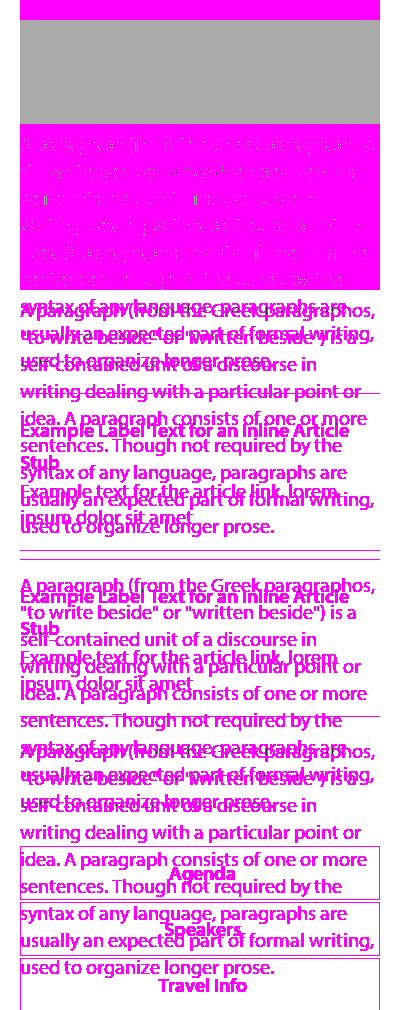 syntax of any language, paragraphs are
A paragraph (from the Greek paragraphos,
usually an expected part of formal writing,
"to write beside" or "written beside") is a
used to organize longer prose.
self-contained unit of a discourse in
writing dealing with a particular point or
idea. A paragraph consists of one or more
Example Label Text for an Inline Article
sentences. Though not required by the
Stub
syntax of any language, paragraphs are
Example text for the article link, lorem
usually an expected part of formal writing,
ipsum dolor sit amet
used to organize longer prose.
A paragraph (from the Greek paragraphos,
Example Label Text for an Inline Article
"to write beside" or "written beside") is a
Stub
self-contained unit of a discourse in
Example text for the article link, lorem
writing dealing with a particular point or
ipsum dolor sit amet
idea. A paragraph consists of one or more
sentences. Though not required by the
syntax of any language, paragraphs are
A paragraph (from the Greek paragraphos,
usually an expected part of formal writing,
"to write beside" or "written beside") is a
used to organize longer prose.
self-contained unit of a discourse in
writing dealing with a particular point or
idea. A paragraph consists of one or more
Agenda
sentences. Though not required by the
syntax of any language, paragraphs are
Speakers
usually an expected part of formal writing,
used to organize longer prose.
Travel Info